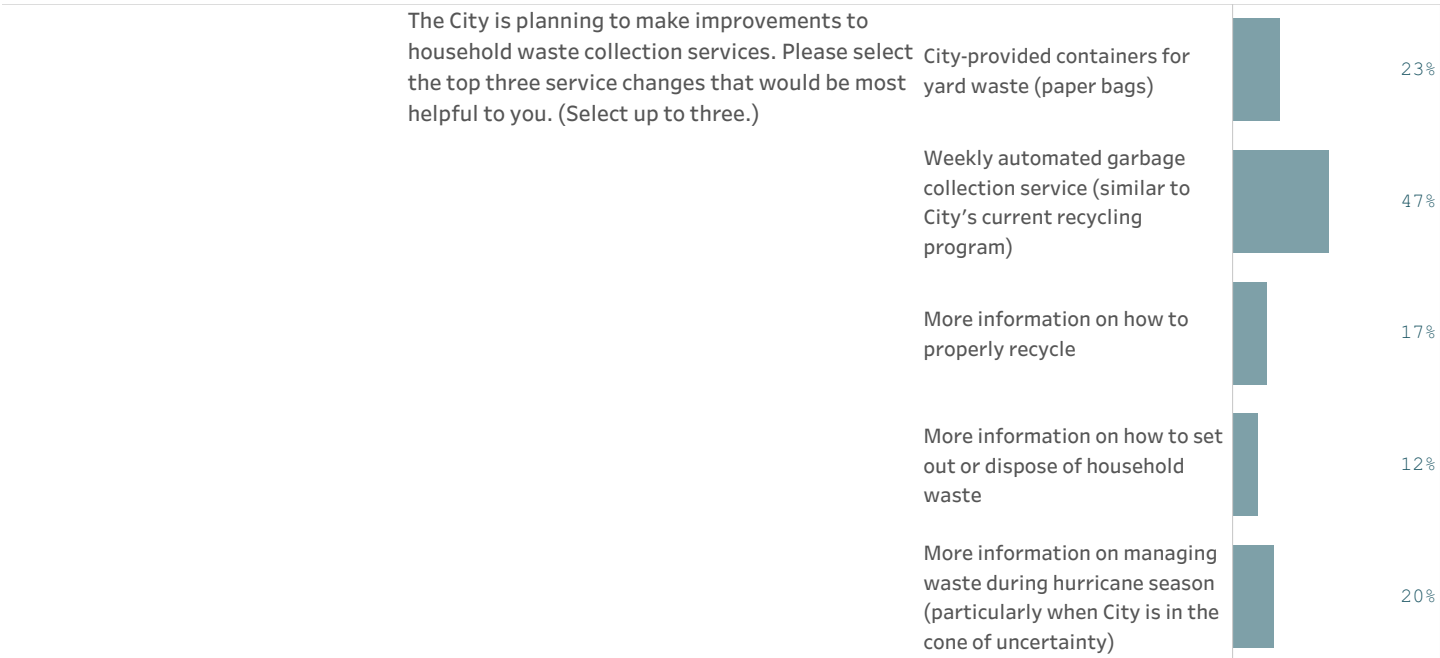 The City is planning to make improvements to
household waste collection services. Please select
the top three service changes that would be most
helpful to you. (Select up to three.)
City-provided containers for
yard waste (paper bags)
23%
Weekly automated garbage
collection service (similar to
City’s current recycling
program)
47%
More information on how to
properly recycle
17%
More information on how to set
out or dispose of household
waste
12%
More information on managing
waste during hurricane season
(particularly when City is in the
cone of uncertainty)
20%